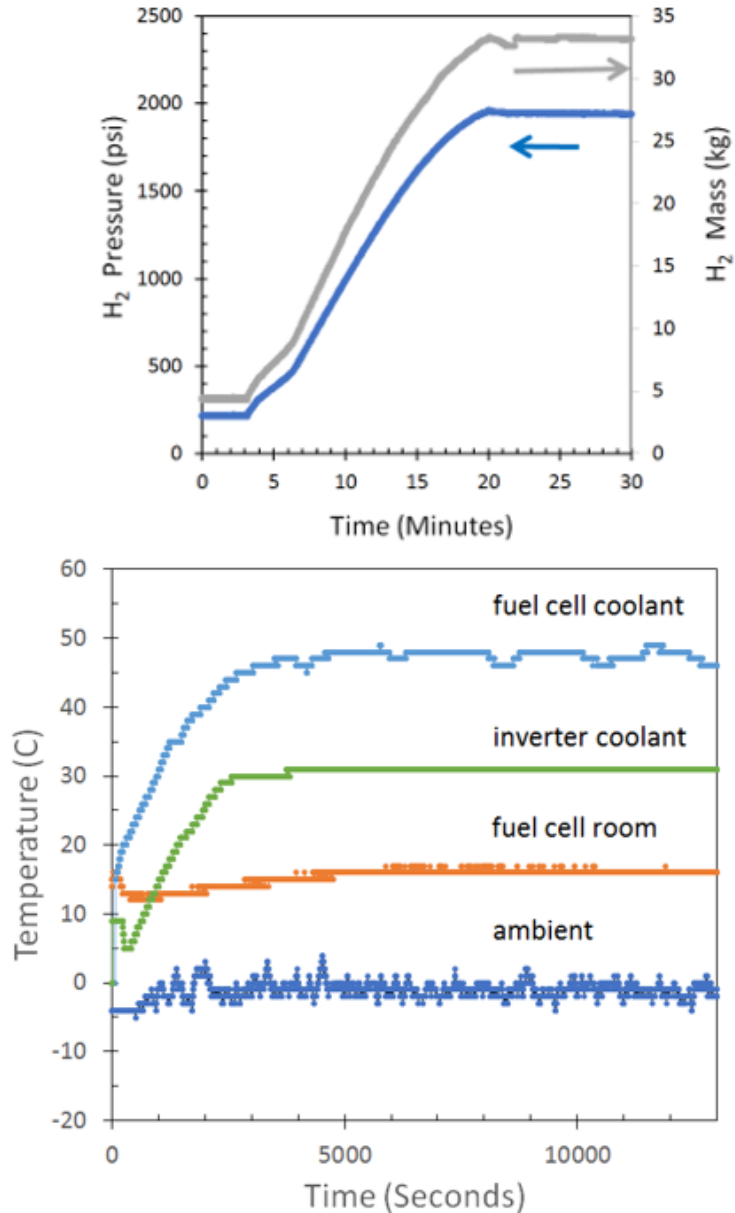 2500
2000
1500
1000
500
0
H₂ Pressure (psi)
35
30
25
20
15
10
5
0
H₂ Mass (kg)
0 5 10 15 20 25 30
Time (Minutes)
60
50
40
30
20
10
0
-10
-20
Temperature (C)
fuel cell coolant
inverter coolant
fuel cell room
ambient
0 5000 10000
Time (Seconds)